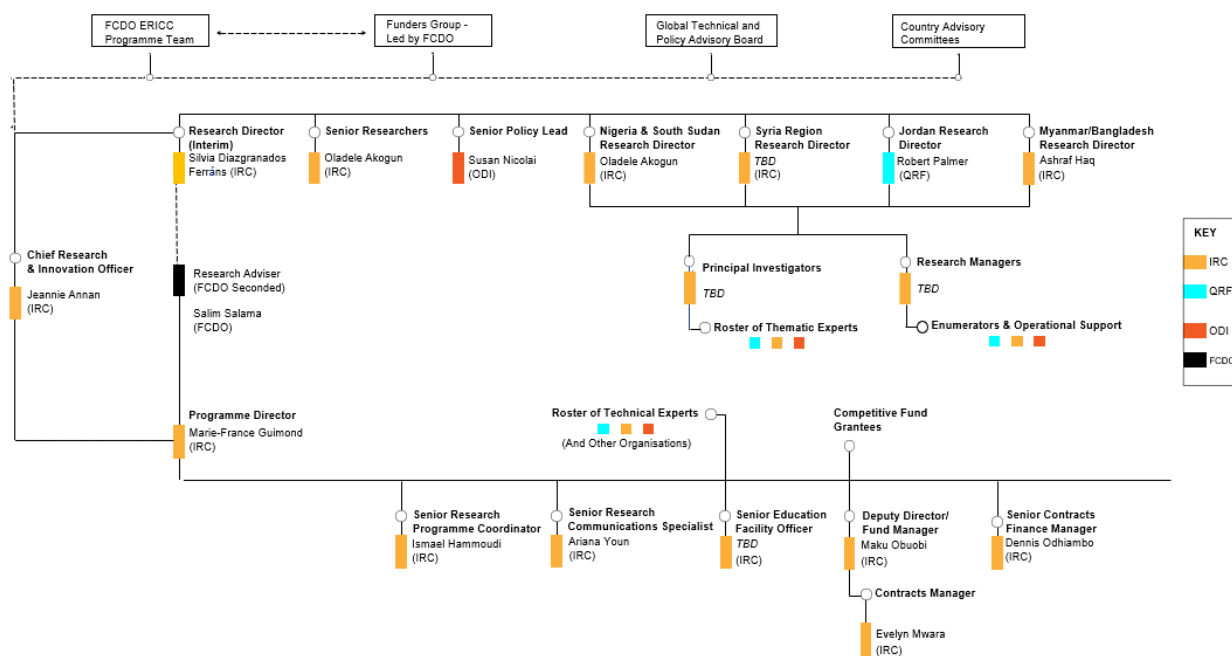 FCDO ERICC
Programme Team
Funders Group -
Led by FCDO
Global Technical and
Policy Advisory Board
Country Advisory
Committees
Research Director
(Interim)
Silvia Diazgranados
Ferráns (IRC)
Senior Researchers
Oladele Akogun
(IRC)
Senior Policy Lead
Susan Nicolai
(ODI)
Nigeria & South Sudan
Research Director
Oladele Akogun
(IRC)
Syria Region
Research Director
TBD
(IRC)
Jordan Research
Director
Robert Palmer
(QRF)
Myanmar/Bangladesh
Research Director
Ashraf Haq
(IRC)
Chief Research
& Innovation Officer
Jeannie Annan
(IRC)
Research Adviser
(FCDO Seconded)
Salim Salama
(FCDO)
Principal Investigators
TBD
Roster of Thematic Experts
Research Managers
TBD
Enumerators & Operational Support
KEY
IRC
QRF
ODI
FCDO
Programme Director
Marie-France Guimond
(IRC)
Roster of Technical Experts
(And Other Organisations)
Competitive Fund
Grantees
Senior Research
Programme Coordinator
Ismael Hammoudi
(IRC)
Senior Research
Communications Specialist
Ariana Youn
(IRC)
Senior Education
Facility Officer
TBD
(IRC)
Deputy Director/
Fund Manager
Maku Obuobi
(IRC)
Senior Contracts
Finance Manager
Dennis Odhiambo
(IRC)
Contracts Manager
Evelyn Mwara
(IRC)